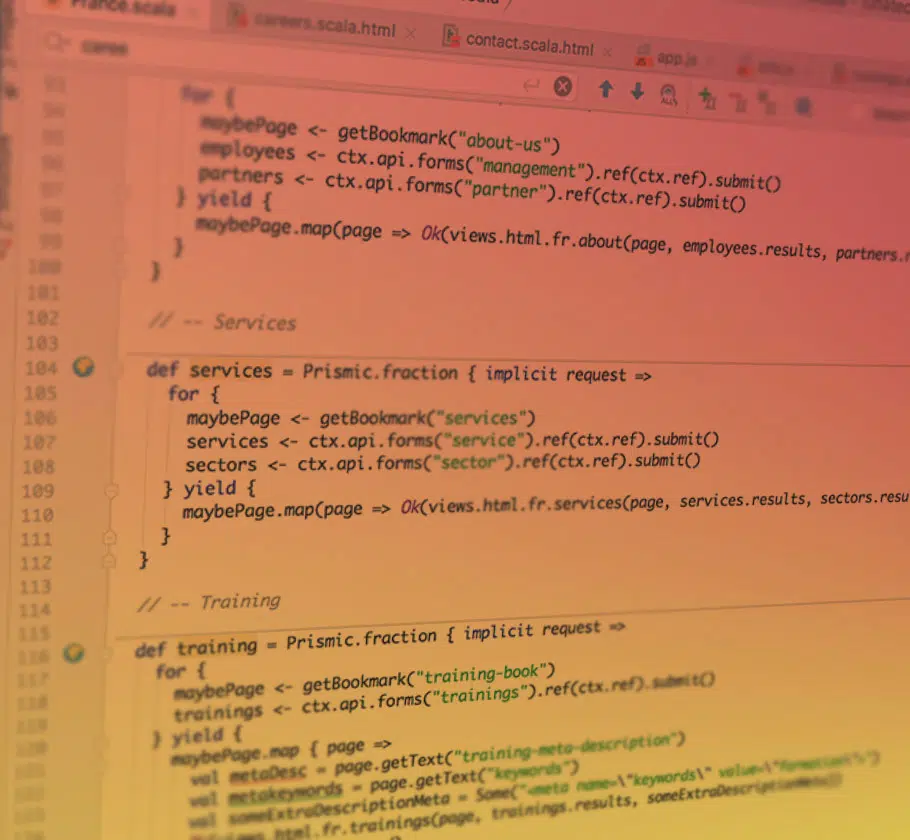 France.scala
careers.scala.html
contact.scala.html
app.js
for {
maybePage <- getBookmark("about-us")
employees <- ctx.api.forms("management").ref(ctx.ref).submit()
partners <- ctx.api.forms("partner").ref(ctx.ref).submit()
} yield {
maybePage.map(page => Ok(views.html.fr.about(page, employees.results, partners.
}
}
100
101
102 // -- Services
103
104 def services = Prismic.fraction { implicit request =>
105 for {
106 maybePage <- getBookmark("services")
107 services <- ctx.api.forms("service").ref(ctx.ref).submit()
108 sectors <- ctx.api.forms("sector").ref(ctx.ref).submit()
109 } yield {
110 maybePage.map(page => Ok(views.html.fr.services(page, services.results, sectors.resu
111 }
112 }
113
114 // -- Training
115
116 def training = Prismic.fraction { implicit request =>
117 for {
118 maybePage <- getBookmark("training-book")
119 trainings <- ctx.api.forms("trainings").ref(ctx.ref).submit()
120 } yield {
maybePage.map { page =>
val metaDesc = page.getText("training-meta-description")
val metakeywords = page.getText("keywords")
val someExtraDescriptionMeta = Some("<meta name=\"keywords\" value=\"formation\">")
.html.fr.trainings(page, trainings.results, someExtraDescriptionMeta))